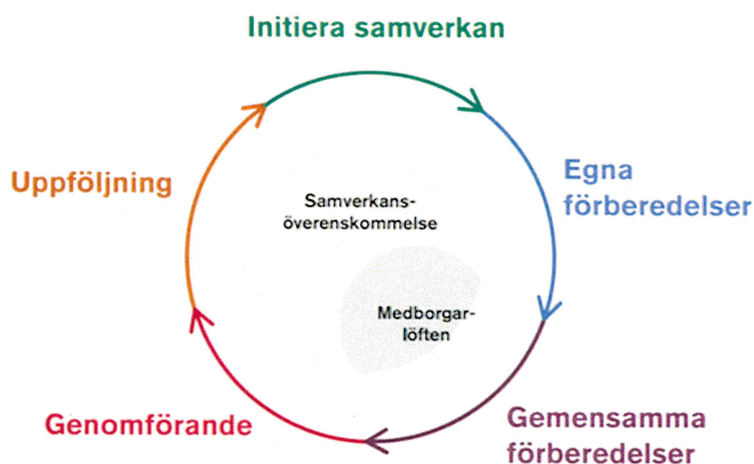 Initiera samverkan
Egna
förberedelser
Uppföljning
Samverkans-
överenskommelse
Medborgar-
löften
Genomförande
Gemensamma
förberedelser